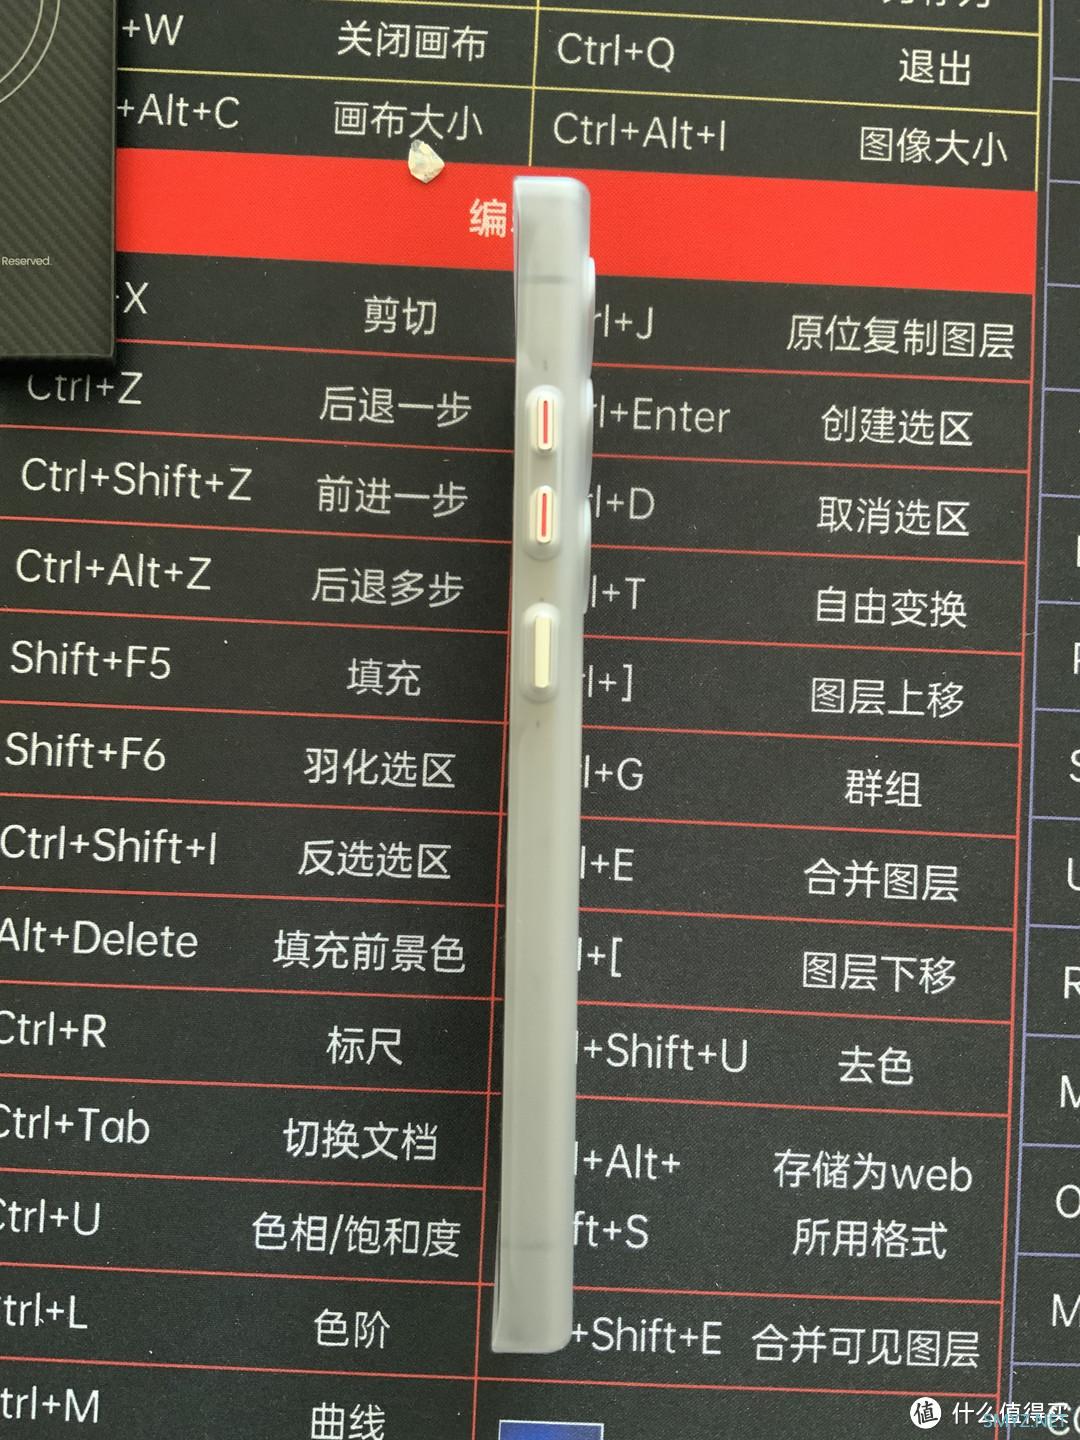 +W 关闭画布 Ctrl+Q 退出
+Alt+C 画布大小 Ctrl+Alt+I 图像大小
Reserved.
编
X 剪切 rl+J 原位复制图层
Ctrl+Z 后退一步 rl+Enter 创建选区
Ctrl+Shift+Z 前进一步 rl+D 取消选区
Ctrl+Alt+Z 后退多步 l+T 自由变换
Shift+F5 填充 l+] 图层上移
Shift+F6 羽化选区 l+G 群组
Ctrl+Shift+I 反选选区 l+E 合并图层
Alt+Delete 填充前景色 l+[ 图层下移
Ctrl+R 标尺 +Shift+U 去色
Ctrl+Tab 切换文档 l+Alt+ 存储为web
Ctrl+U 色相/饱和度 ft+S 所用格式
trl+L 色阶 +Shift+E 合并可见图层
trl+M 曲线
值 什么值得买
SMYZ.NET